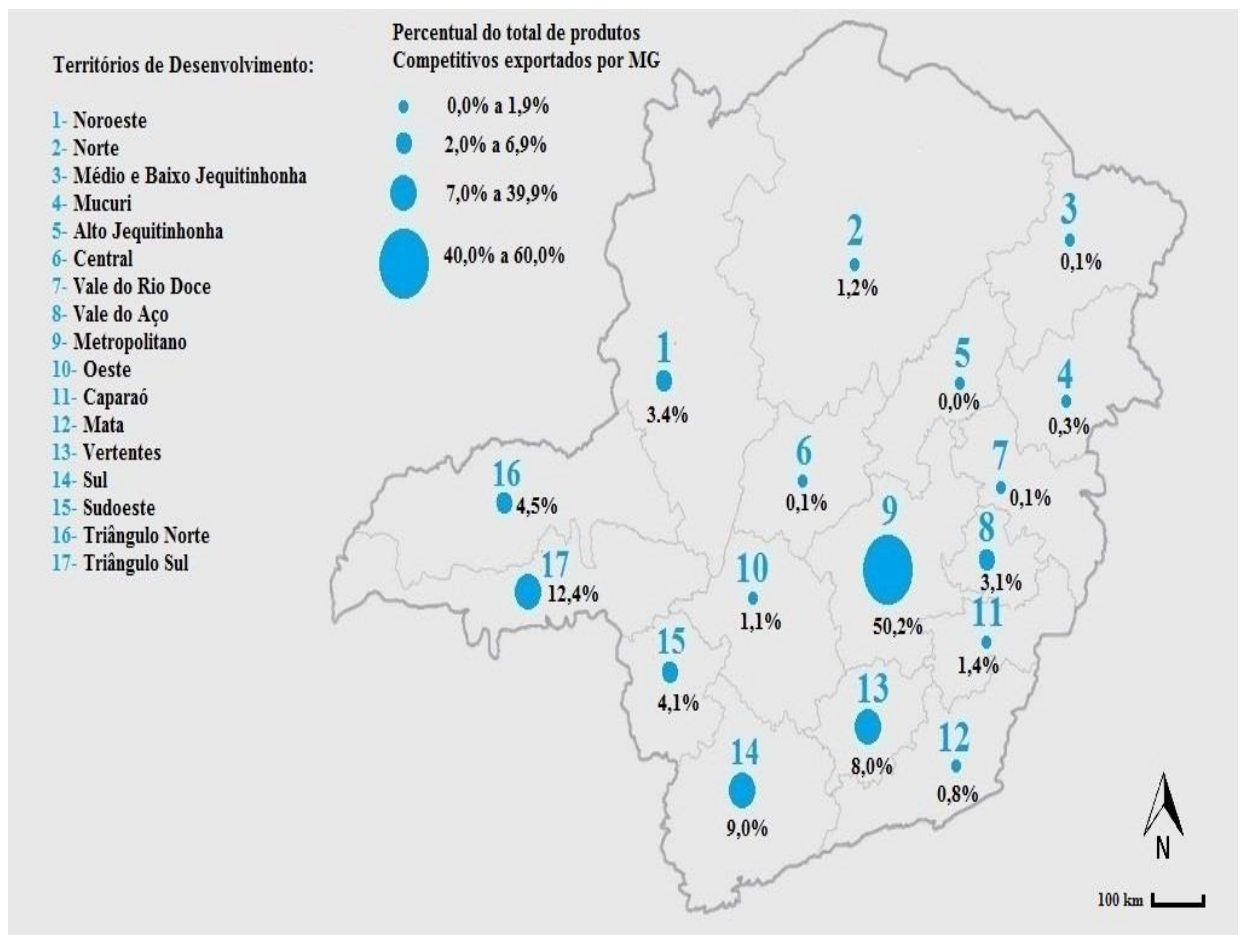 Percentual do total de produtos
Competitivos exportados por MG
0,0% a 1,9%
2,0% a 6,9%
7,0% a 39,9%
40,0% a 60,0%
Territórios de Desenvolvimento:
1- Noroeste
2- Norte
3- Médio e Baixo Jequitinhonha
4- Mucuri
5- Alto Jequitinhonha
6- Central
7- Vale do Rio Doce
8- Vale do Aço
9- Metropolitano
10- Oeste
11- Caparaó
12- Mata
13- Vertentes
14- Sul
15- Sudoeste
16- Triângulo Norte
17- Triângulo Sul
3
0,1%
2
1,2%
1
3.4%
5
0,0%
4
0,3%
6
0,1%
7
0,1%
16
4,5%
9
50,2%
8
3,1%
17
12,4%
10
1,1%
11
1,4%
15
4,1%
13
8,0%
12
0,8%
14
9,0%
N
100 km